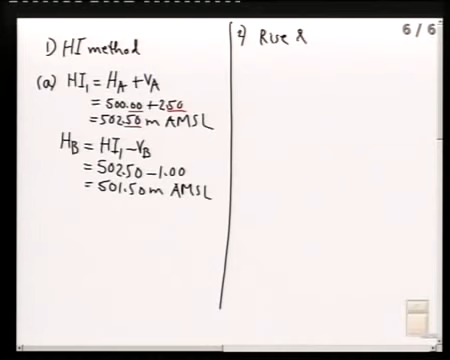 1) HI method
(a) HI₁ = H_A + V_A
= 500.00 + 2.50
= 502.50 m AMSL
H_B = HI₁ - V_B
= 502.50 - 1.00
= 501.50 m AMSL
2) Rise &
6 / 6